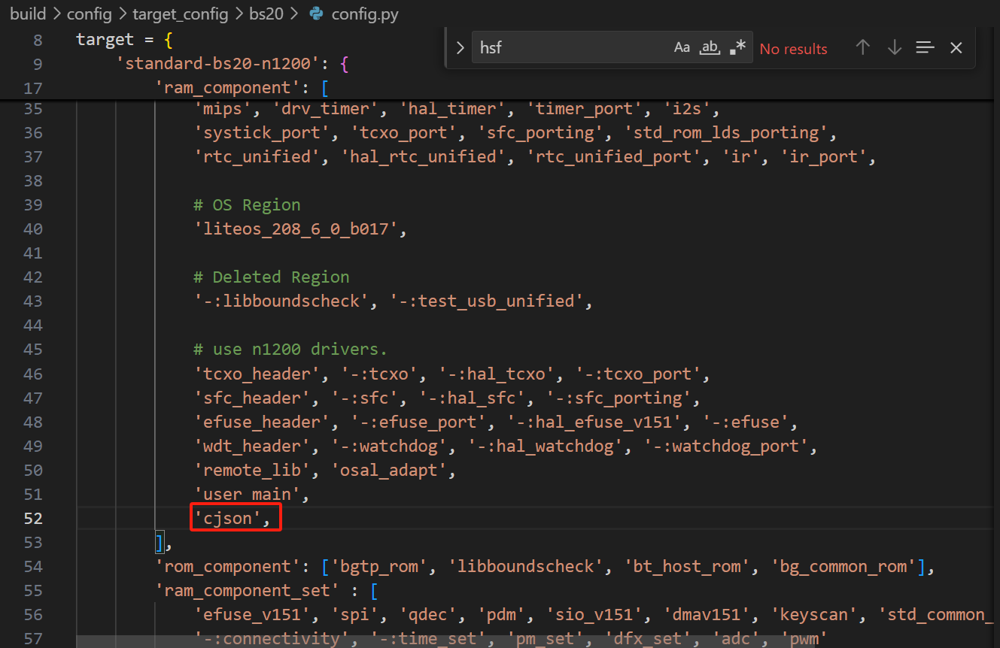 build > config > target_config > bs20 > config.py
hsf Aa ab .* No results
8 target = {
9 'standard-bs20-n1200': {
17 'ram_component': [
35 'mips', 'drv_timer', 'hal_timer', 'timer_port', 'i2s',
36 'systick_port', 'tcxo_port', 'sfc_porting', 'std_rom_lds_porting',
37 'rtc_unified', 'hal_rtc_unified', 'rtc_unified_port', 'ir', 'ir_port',
38
39 # OS Region
40 'liteos_208_6_0_b017',
41
42 # Deleted Region
43 '-:libboundscheck', '-:test_usb_unified',
44
45 # use n1200 drivers.
46 'tcxo_header', '-:tcxo', '-:hal_tcxo', '-:tcxo_port',
47 'sfc_header', '-:sfc', '-:hal_sfc', '-:sfc_porting',
48 'efuse_header', '-:efuse_port', '-:hal_efuse_v151', '-:efuse',
49 'wdt_header', '-:watchdog', '-:hal_watchdog', '-:watchdog_port',
50 'remote_lib', 'osal_adapt',
51 'user_main',
52 'cjson',
53 ],
54 'rom_component': ['bgtp_rom', 'libboundscheck', 'bt_host_rom', 'bg_common_rom'],
55 'ram_component_set' : [
56 'efuse_v151', 'spi', 'qdec', 'pdm', 'sio_v151', 'dmav151', 'keyscan', 'std_common_
57 '-:connectivity', '-:time_set', 'pm_set', 'dfx_set', 'adc', 'pwm'